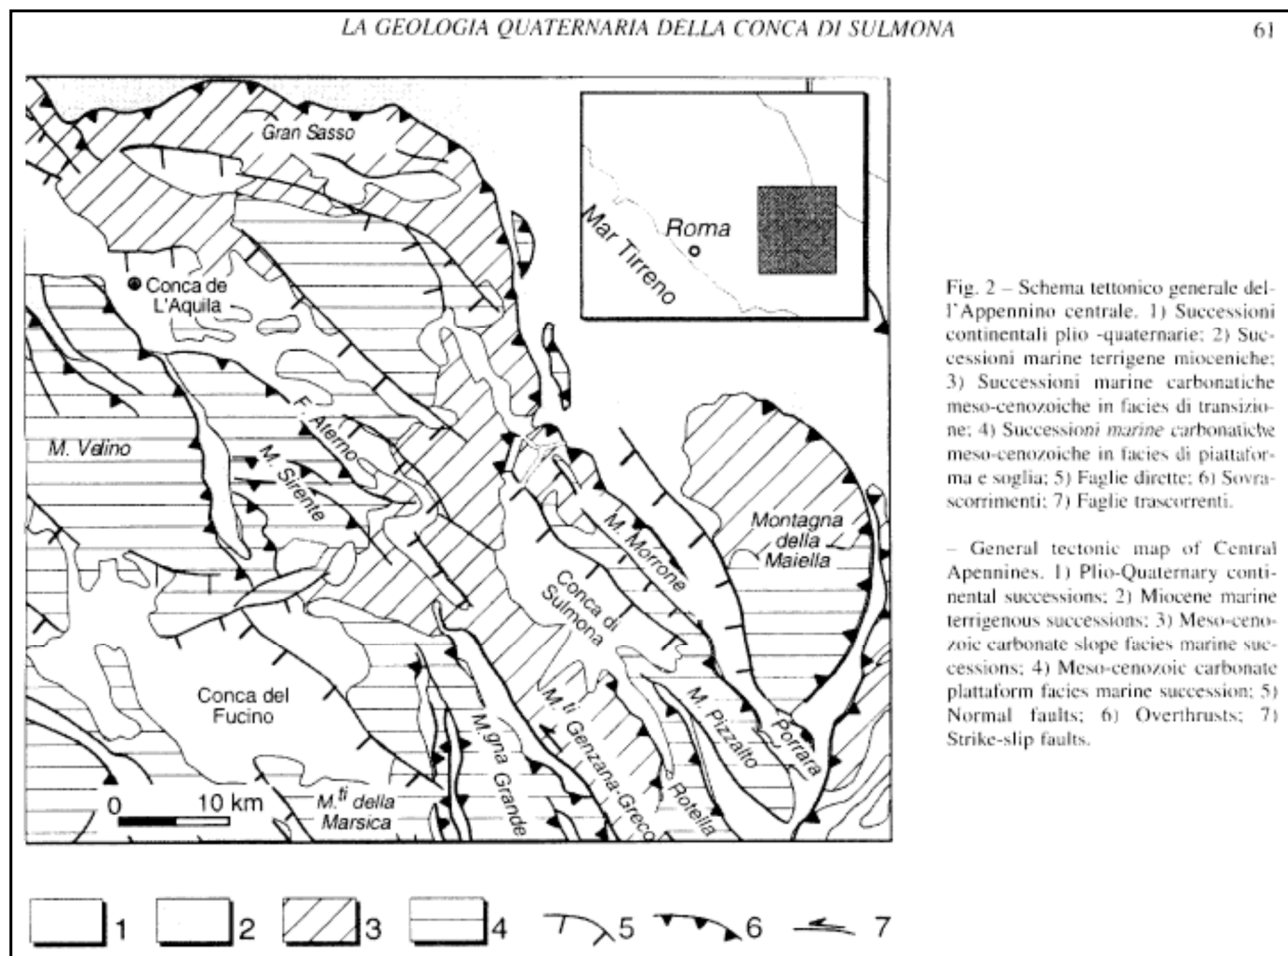 LA GEOLOGIA QUATERNARIA DELLA CONCA DI SULMONA 61
Gran Sasso
Mar Tirreno
Roma
Conca de
L'Aquila
F. Aterno
M. Velino
M. Sirente
Montagna
della
Maiella
M. Morrone
Conca di
Sulmona
Conca del
Fucino
M.ti Genzana-Greco
M. Pizzalto
Porrara
M.gna Grande
Rotella
0 10 km
M.ti della
Marsica
1 2 3 4 5 6 7
Fig. 2 – Schema tettonico generale del-
l'Appennino centrale. 1) Successioni
continentali plio -quaternarie; 2) Suc-
cessioni marine terrigene mioceniche;
3) Successioni marine carbonatiche
meso-cenozoiche in facies di transizio-
ne; 4) Successioni marine carbonatiche
meso-cenozoiche in facies di piattafor-
ma e soglia; 5) Faglie dirette; 6) Sovra-
scorrimenti; 7) Faglie trascorrenti.
– General tectonic map of Central
Apennines. 1) Plio-Quaternary conti-
nental successions; 2) Miocene marine
terrigenous successions; 3) Meso-ceno-
zoic carbonate slope facies marine suc-
cessions; 4) Meso-cenozoic carbonate
plattaform facies marine succession; 5)
Normal faults; 6) Overthrusts; 7)
Strike-slip faults.